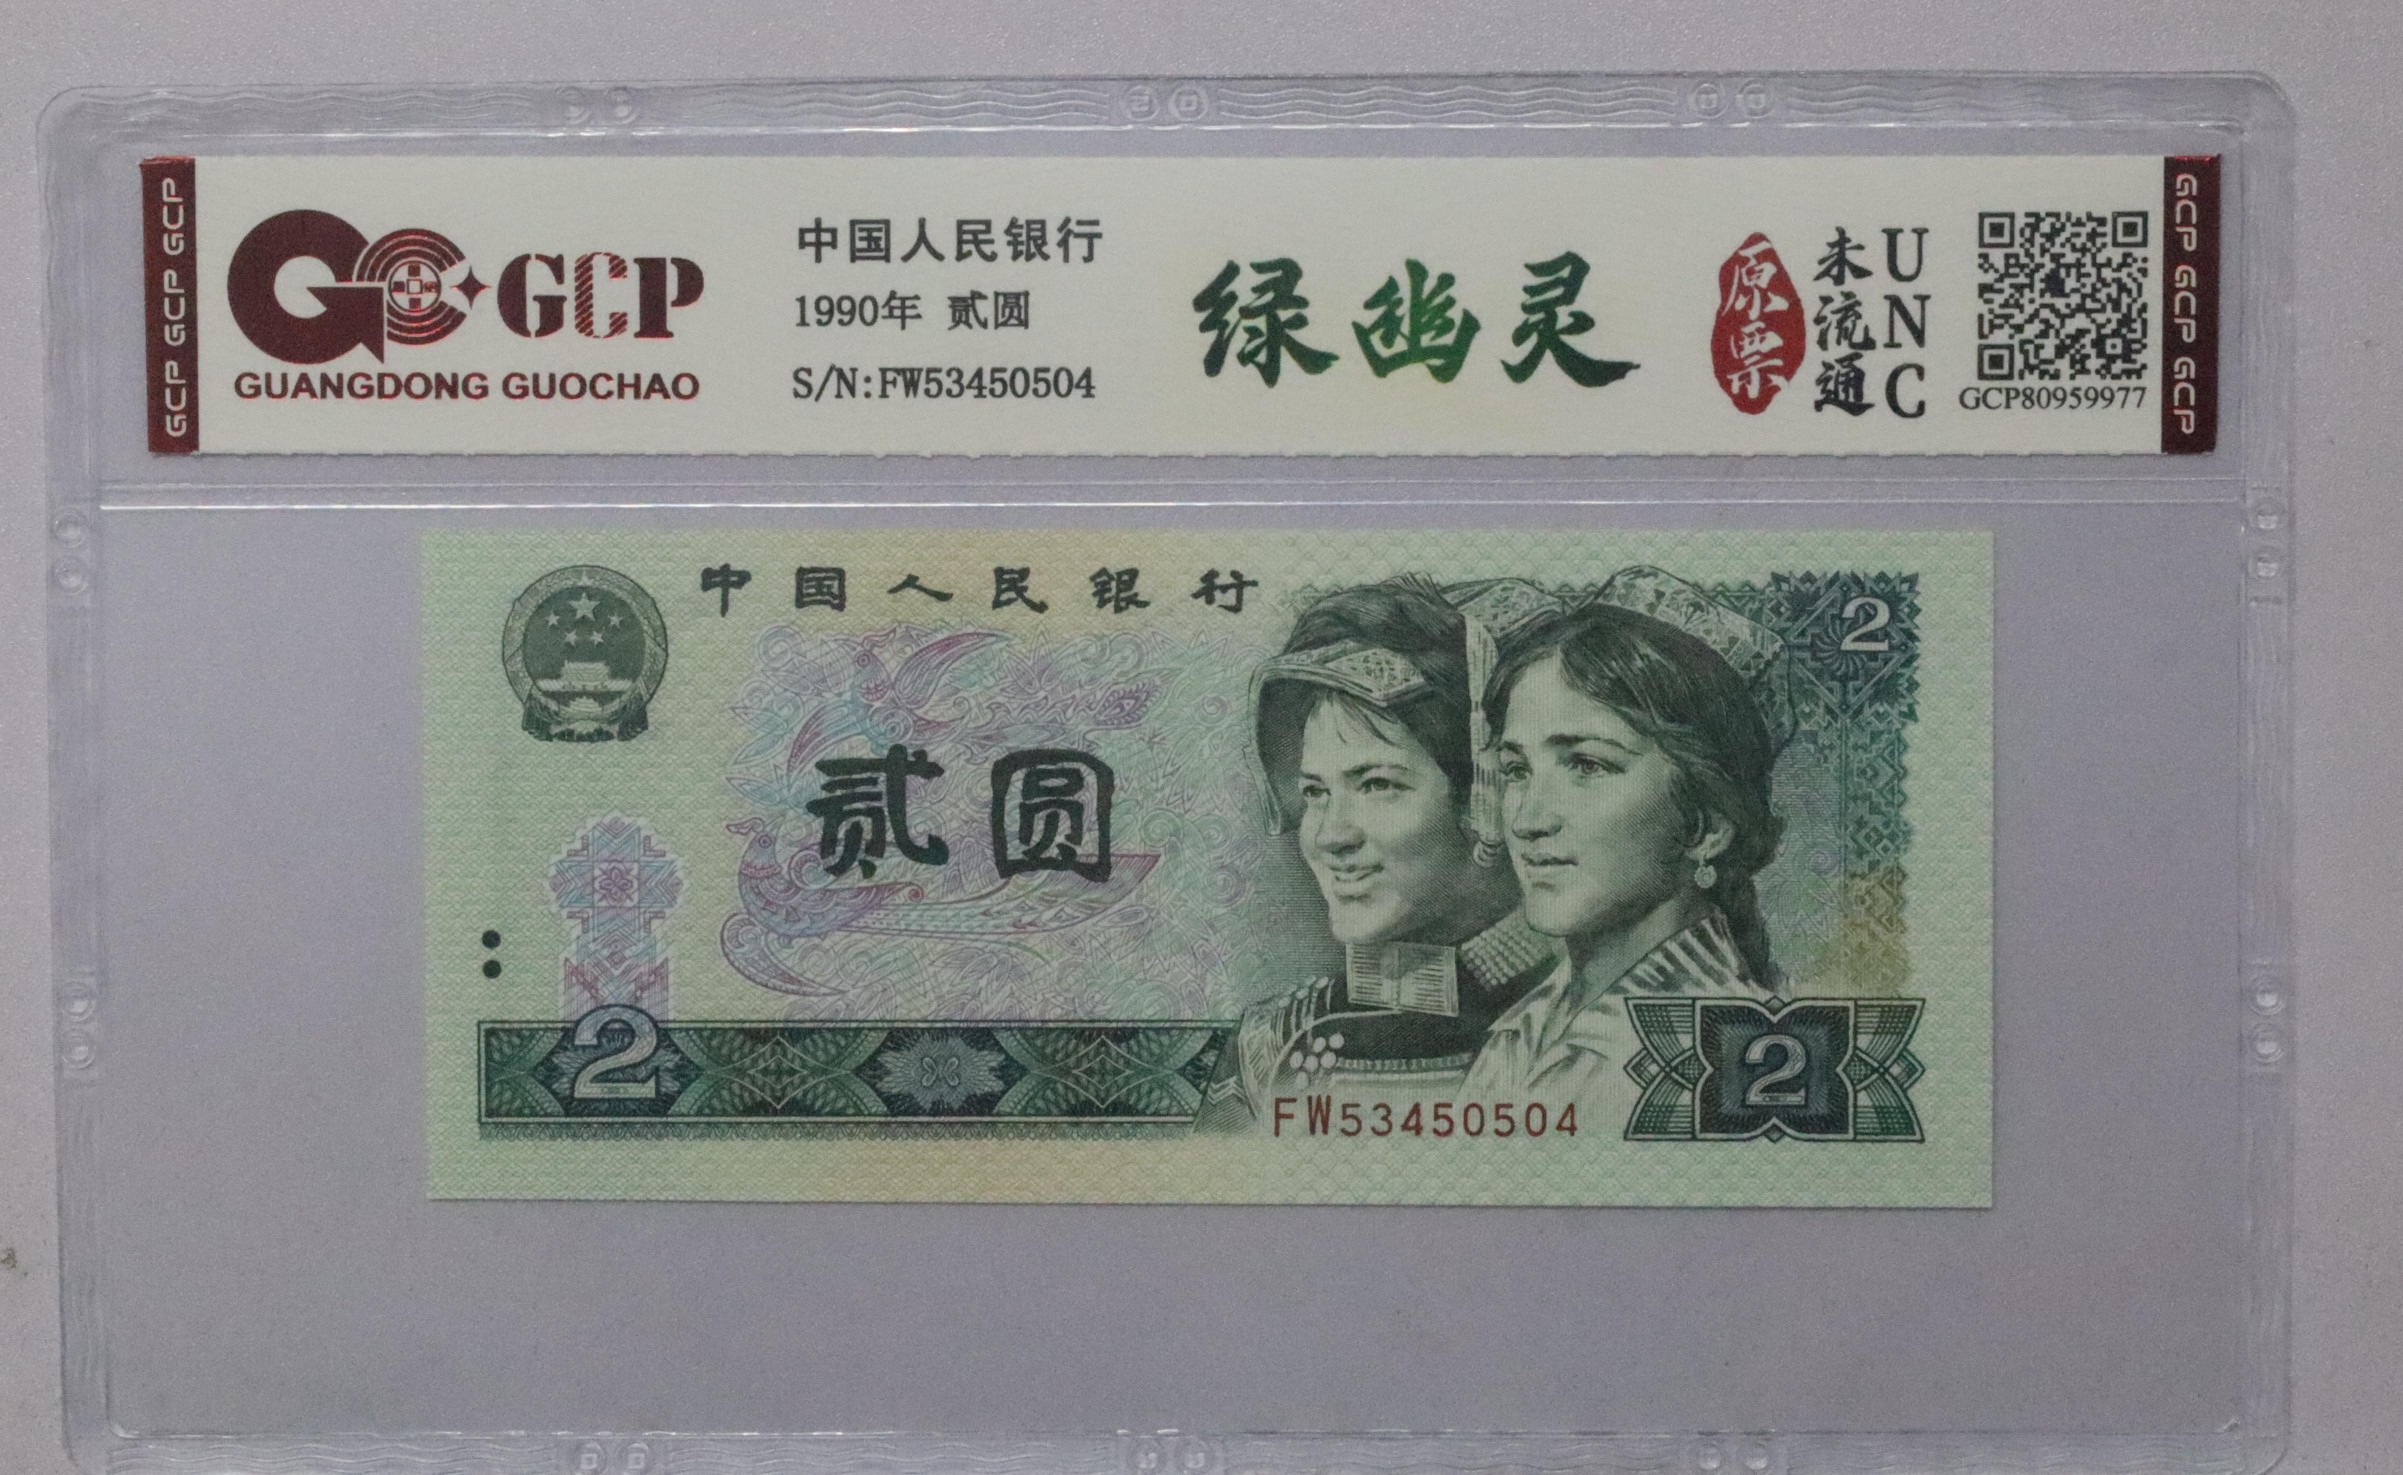 GCP GCP GCP
GCP
GUANGDONG GUOCHAO
中国人民银行
1990年 贰圆
S/N:FW53450504
绿幽灵
原票
未流通
UNC
GCP80959977
GCP GCP GCP
中国人民银行
2
贰圆
2
FW53450504
2